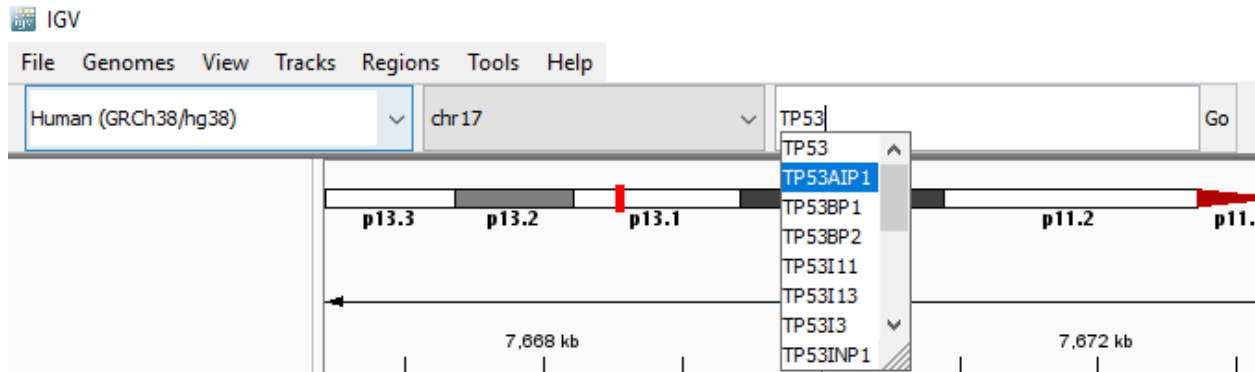 IGV
File Genomes View Tracks Regions Tools Help
Human (GRCh38/hg38) chr17 TP53 Go
TP53
TP53AIP1
TP53BP1
TP53BP2
TP53I11
TP53I13
TP53I3
TP53INP1
p13.3 p13.2 p13.1 p11.2 p11.
7,668 kb 7,672 kb